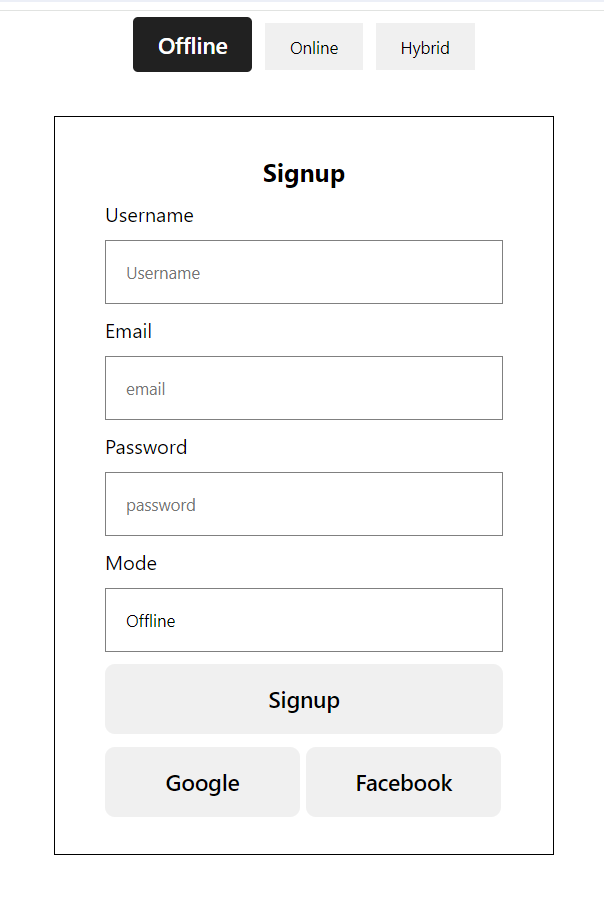 Offline Online Hybrid
Signup
Username
Username
Email
email
Password
password
Mode
Offline
Signup
Google Facebook